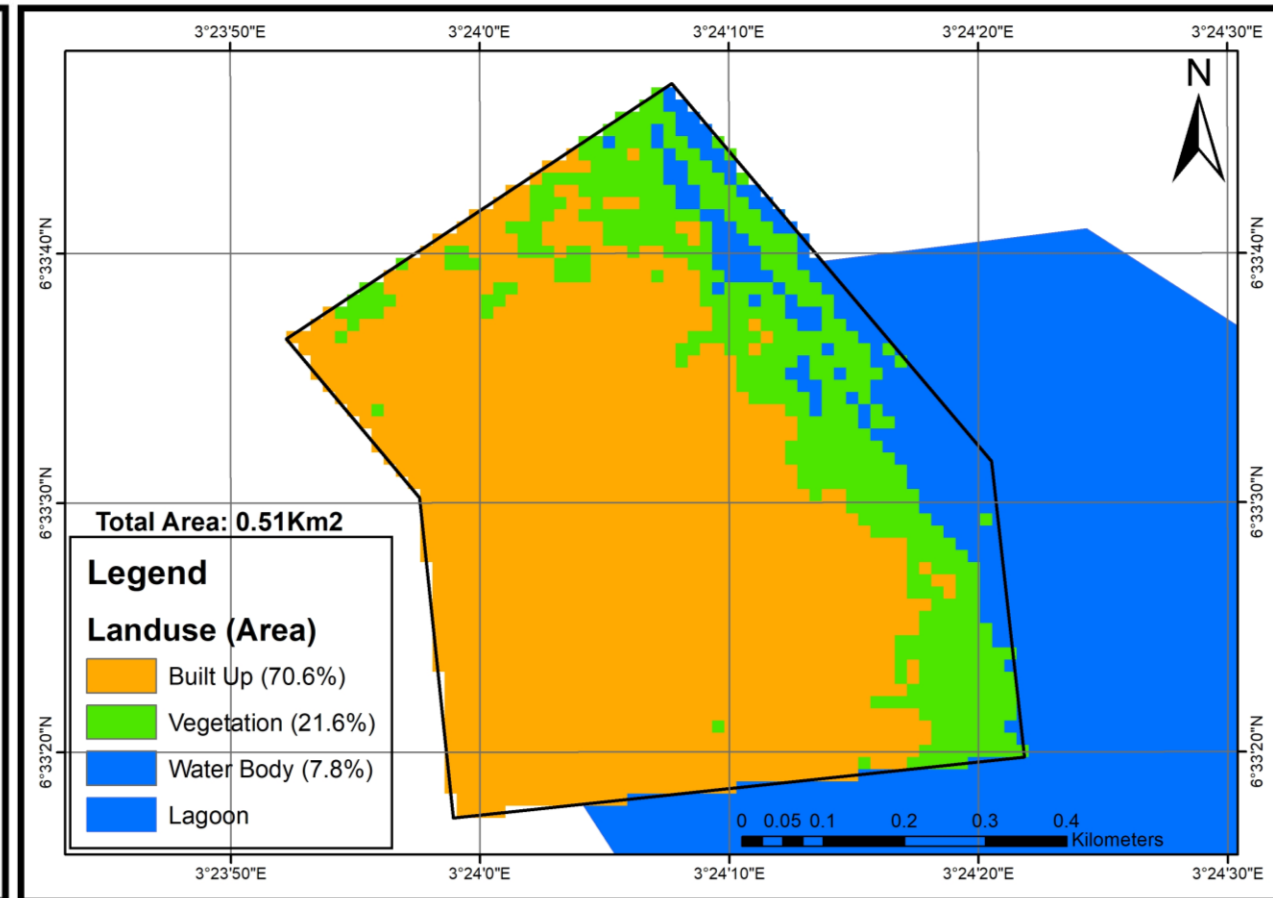 3°23'50"E 3°24'0"E 3°24'10"E 3°24'20"E 3°24'30"E
N
6°33'40"N 6°33'40"N
6°33'30"N 6°33'30"N
Total Area: 0.51Km2
Legend
Landuse (Area)
Built Up (70.6%)
Vegetation (21.6%)
6°33'20"N 6°33'20"N
Water Body (7.8%)
Lagoon
0 0.05 0.1 0.2 0.3 0.4
Kilometers
3°23'50"E 3°24'0"E 3°24'10"E 3°24'20"E 3°24'30"E